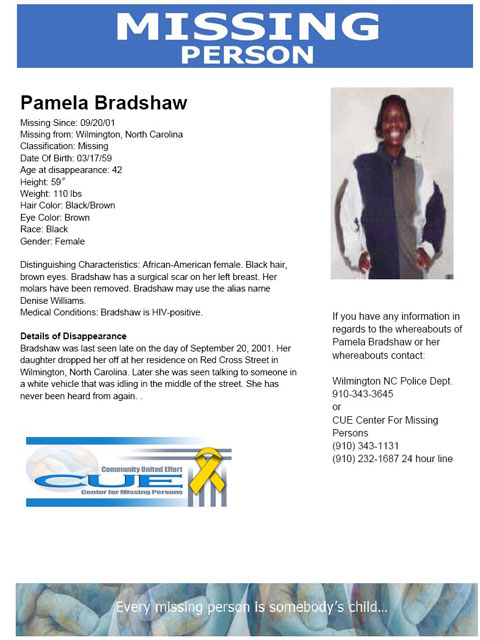 MISSING
PERSON
Pamela Bradshaw
Missing Since: 09/20/01
Missing from: Wilmington, North Carolina
Classification: Missing
Date Of Birth: 03/17/59
Age at disappearance: 42
Height: 59"
Weight: 110 lbs
Hair Color: Black/Brown
Eye Color: Brown
Race: Black
Gender: Female
Distinguishing Characteristics: African-American female. Black hair,
brown eyes. Bradshaw has a surgical scar on her left breast. Her
molars have been removed. Bradshaw may use the alias name
Denise Williams.
Medical Conditions: Bradshaw is HIV-positive.
Details of Disappearance
Bradshaw was last seen late on the day of September 20, 2001. Her
daughter dropped her off at her residence on Red Cross Street in
Wilmington, North Carolina. Later she was seen talking to someone in
a white vehicle that was idling in the middle of the street. She has
never been heard from again. .
If you have any information in
regards to the whereabouts of
Pamela Bradshaw or her
whereabouts contact:
Wilmington NC Police Dept.
910-343-3645
or
CUE Center For Missing
Persons
(910) 343-1131
(910) 232-1687 24 hour line
Community United Effort
CUE
Center for Missing Persons
Every missing person is somebody's child...